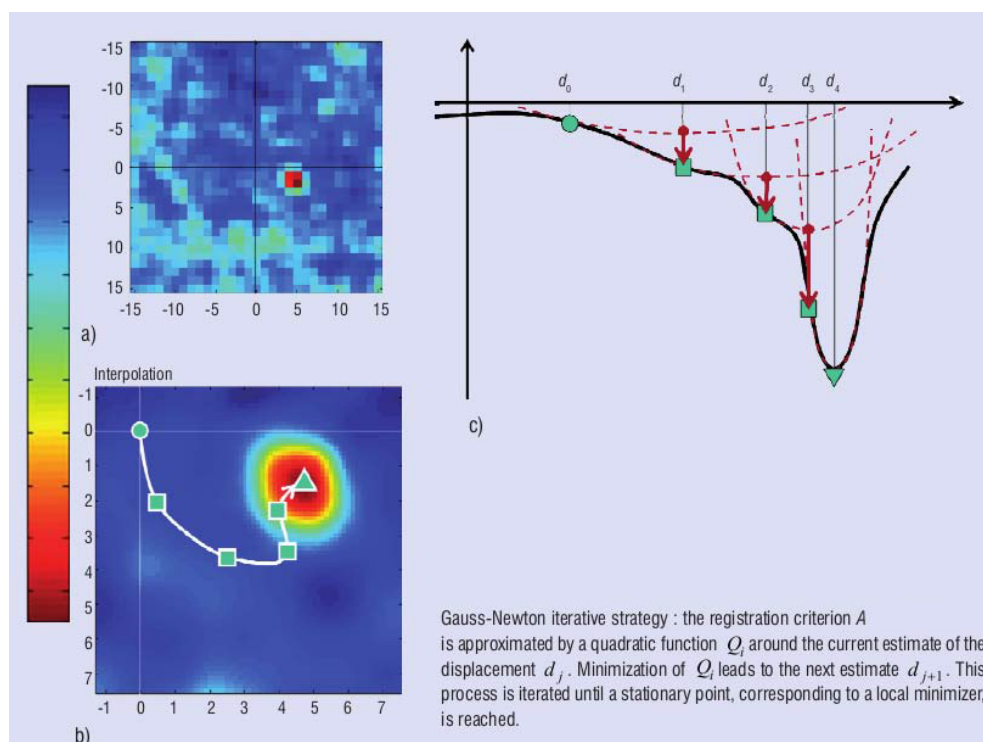 -15
-10
-5
0
5
10
15
-15 -10 -5 0 5 10 15
a)
Interpolation
-1
0
1
2
3
4
5
6
7
-1 0 1 2 3 4 5 6 7
b)
d0 d1 d2 d3 d4
c)
Gauss-Newton iterative strategy : the registration criterion A
is approximated by a quadratic function Qi around the current estimate of the
displacement dj. Minimization of Qi leads to the next estimate dj+1. This
process is iterated until a stationary point, corresponding to a local minimizer,
is reached.